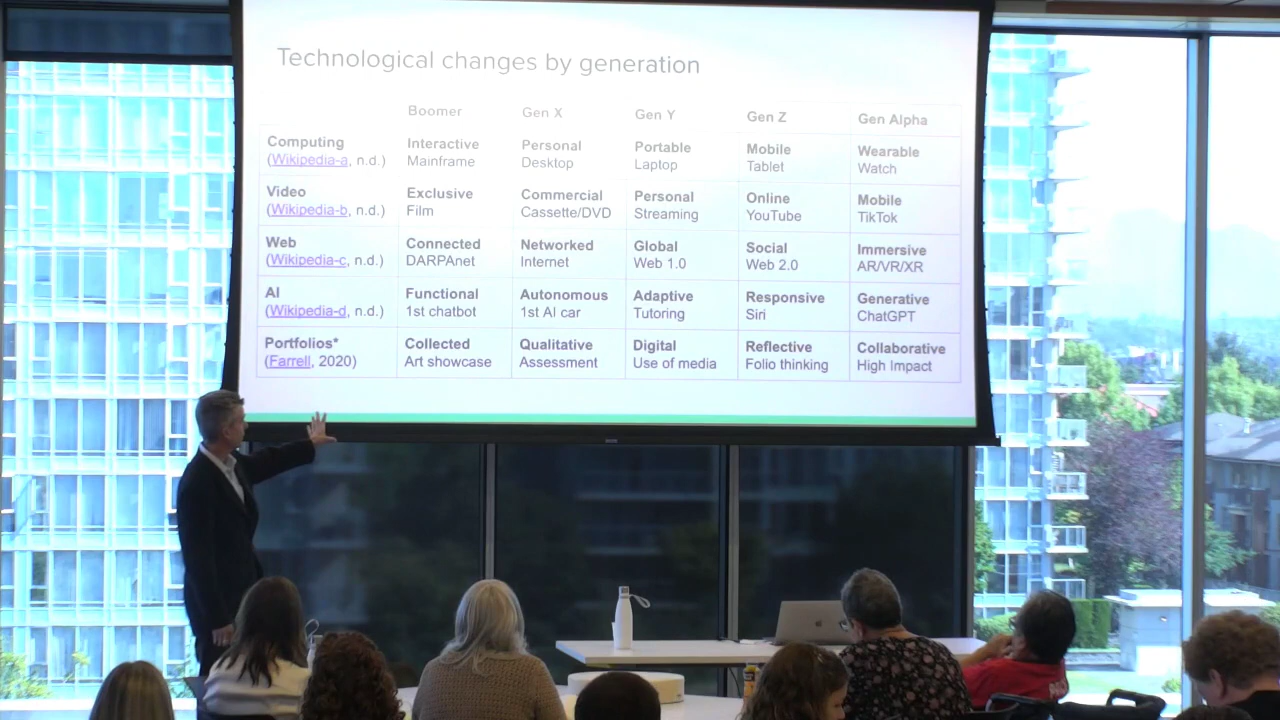 Technological changes by generation
Boomer Gen X Gen Y Gen Z Gen Alpha
Computing Interactive Personal Portable Mobile Wearable
(Wikipedia-a, n.d.) Mainframe Desktop Laptop Tablet Watch
Video Exclusive Commercial Personal Online Mobile
(Wikipedia-b, n.d.) Film Cassette/DVD Streaming YouTube TikTok
Web Connected Networked Global Social Immersive
(Wikipedia-c, n.d.) DARPAnet Internet Web 1.0 Web 2.0 AR/VR/XR
AI Functional Autonomous Adaptive Responsive Generative
(Wikipedia-d, n.d.) 1st chatbot 1st AI car Tutoring Siri ChatGPT
Portfolios* Collected Qualitative Digital Reflective Collaborative
(Farrell, 2020) Art showcase Assessment Use of media Folio thinking High Impact